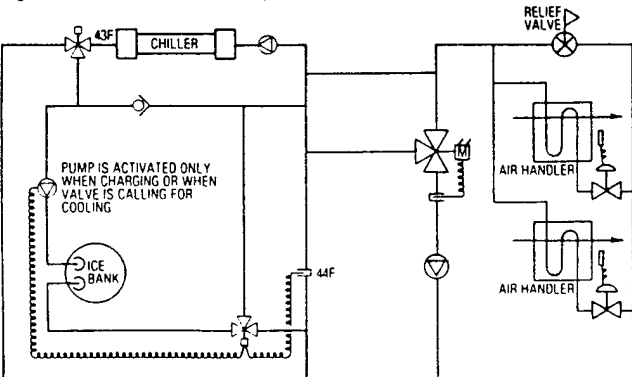 RELIEF
VALVE
43F
CHILLER
M
AIR HANDLER
PUMP IS ACTIVATED ONLY
WHEN CHARGING OR WHEN
VALVE IS CALLING FOR
COOLING
ICE
BANK
44F
AIR HANDLER